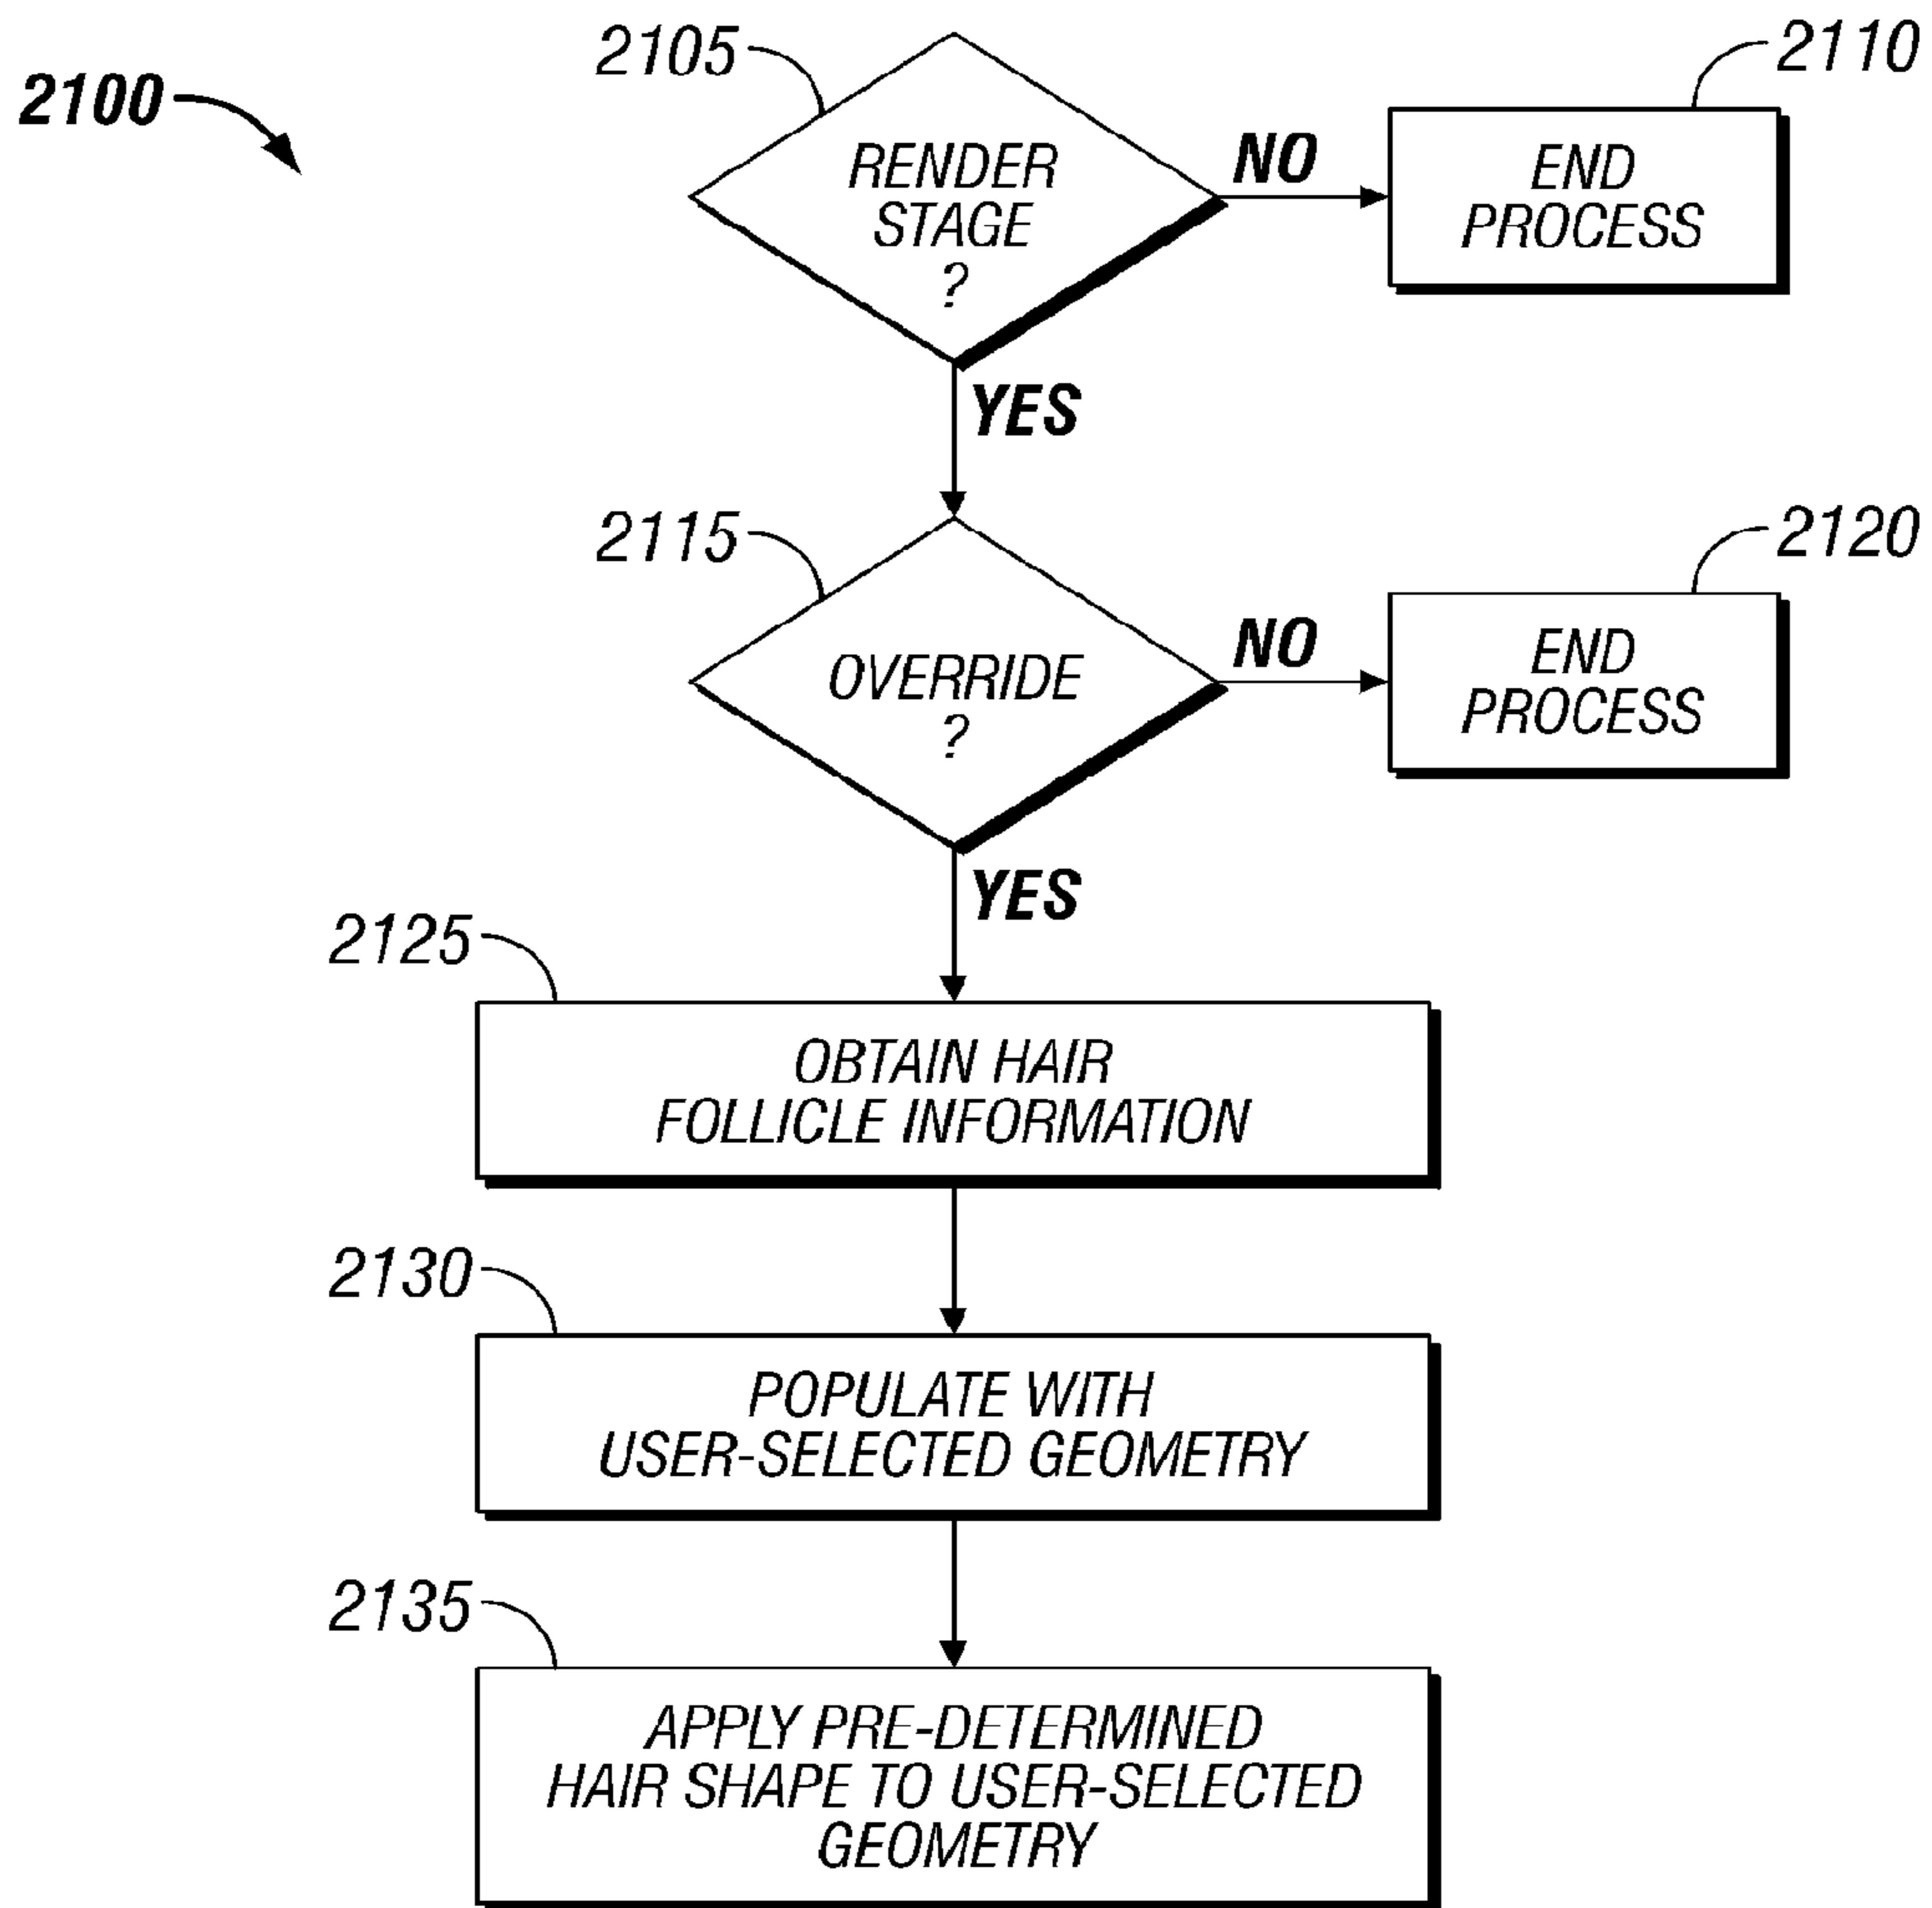 2100
2105
RENDER
STAGE
?
NO
2110
END
PROCESS
YES
2115
OVERRIDE
?
NO
2120
END
PROCESS
YES
2125
OBTAIN HAIR
FOLLICLE INFORMATION
2130
POPULATE WITH
USER-SELECTED GEOMETRY
2135
APPLY PRE-DETERMINED
HAIR SHAPE TO USER-SELECTED
GEOMETRY